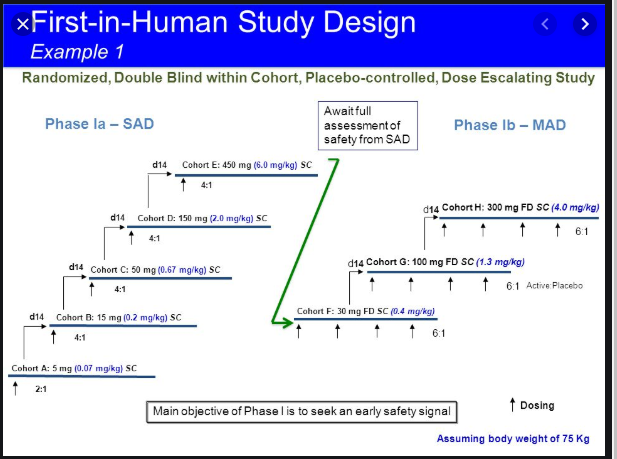 First-in-Human Study Design
Example 1
Randomized, Double Blind within Cohort, Placebo-controlled, Dose Escalating Study
Phase Ia – SAD
Await full
assessment of
safety from SAD
Phase Ib – MAD
d14 Cohort E: 450 mg (6.0 mg/kg) SC
4:1
d14 Cohort D: 150 mg (2.0 mg/kg) SC
4:1
d14 Cohort C: 50 mg (0.67 mg/kg) SC
4:1
d14 Cohort B: 15 mg (0.2 mg/kg) SC
4:1
Cohort A: 5 mg (0.07 mg/kg) SC
2:1
d14 Cohort H: 300 mg FD SC (4.0 mg/kg)
6:1
d14 Cohort G: 100 mg FD SC (1.3 mg/kg)
6:1 Active:Placebo
Cohort F: 30 mg FD SC (0.4 mg/kg)
6:1
Main objective of Phase I is to seek an early safety signal
Dosing
Assuming body weight of 75 Kg